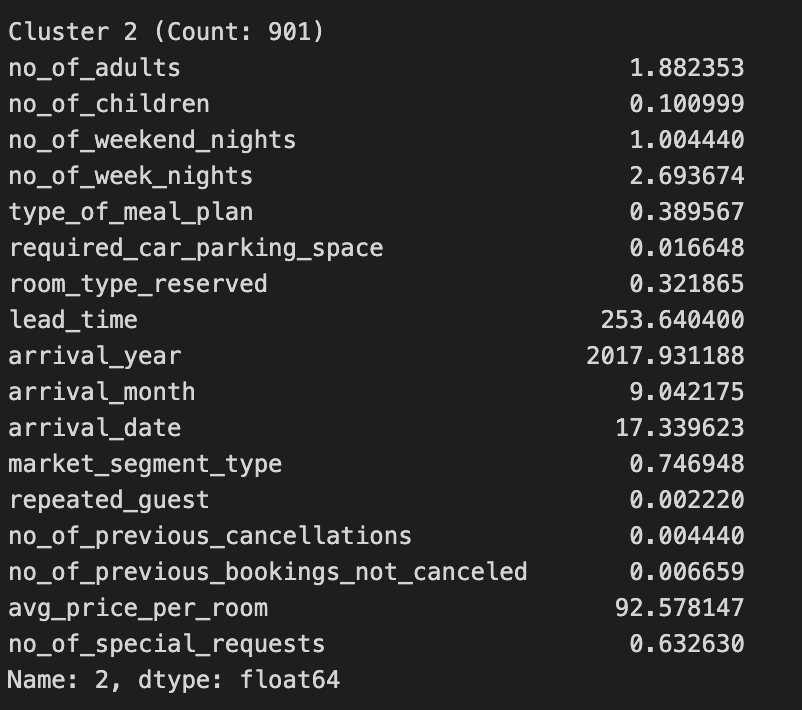 Cluster 2 (Count: 901)
no_of_adults 1.882353
no_of_children 0.100999
no_of_weekend_nights 1.004440
no_of_week_nights 2.693674
type_of_meal_plan 0.389567
required_car_parking_space 0.016648
room_type_reserved 0.321865
lead_time 253.640400
arrival_year 2017.931188
arrival_month 9.042175
arrival_date 17.339623
market_segment_type 0.746948
repeated_guest 0.002220
no_of_previous_cancellations 0.004440
no_of_previous_bookings_not_canceled 0.006659
avg_price_per_room 92.578147
no_of_special_requests 0.632630
Name: 2, dtype: float64